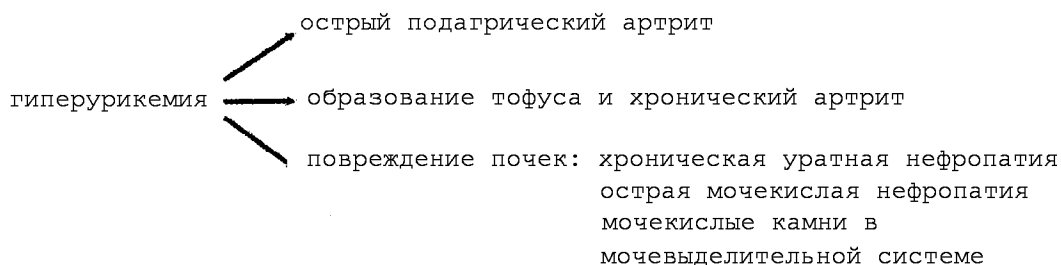 острый подагрический артрит
гиперурикемия
образование тофуса и хронический артрит
повреждение почек: хроническая уратная нефропатия
острая мочекислая нефропатия
мочекислые камни в
мочевыделительной системе